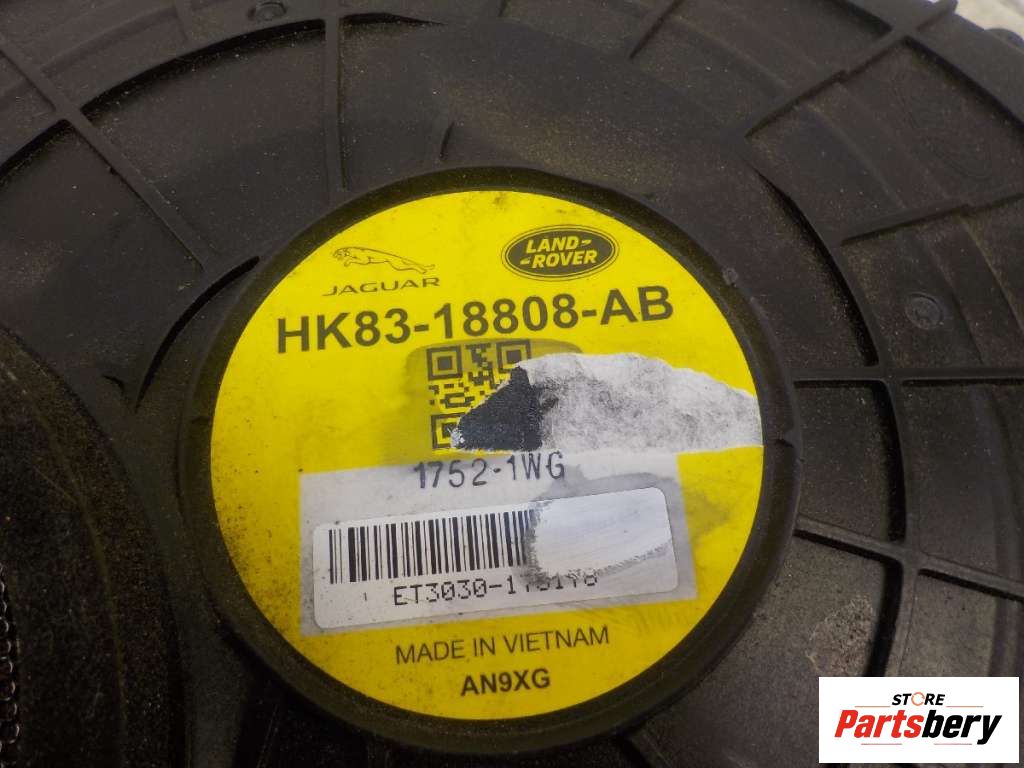 JAGUAR
LAND-
-ROVER
HK83-18808-AB
1752-1WG
MADE IN VIETNAM
AN9XG
STORE
Partsbery